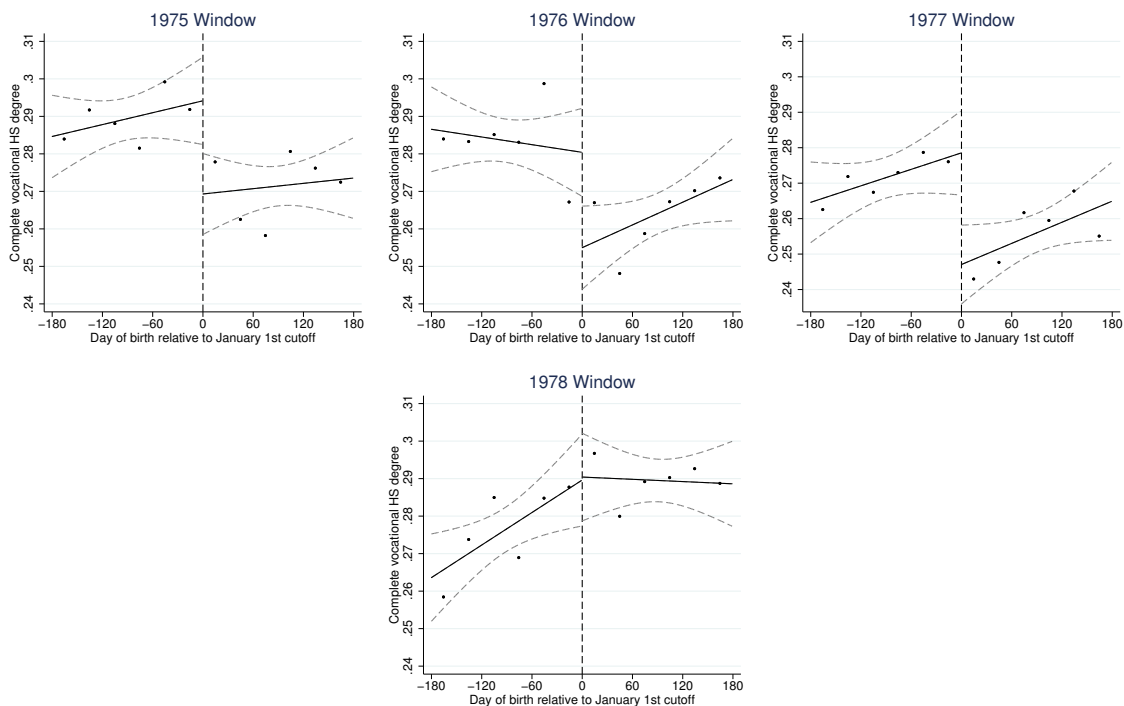 1975 Window
Complete vocational HS degree
.31
.3
.29
.28
.27
.26
.25
.24
−180 −120 −60 0 60 120 180
Day of birth relative to January 1st cutoff
1976 Window
Complete vocational HS degree
.31
.3
.29
.28
.27
.26
.25
.24
−180 −120 −60 0 60 120 180
Day of birth relative to January 1st cutoff
1977 Window
Complete vocational HS degree
.31
.3
.29
.28
.27
.26
.25
.24
−180 −120 −60 0 60 120 180
Day of birth relative to January 1st cutoff
1978 Window
Complete vocational HS degree
.31
.3
.29
.28
.27
.26
.25
.24
−180 −120 −60 0 60 120 180
Day of birth relative to January 1st cutoff